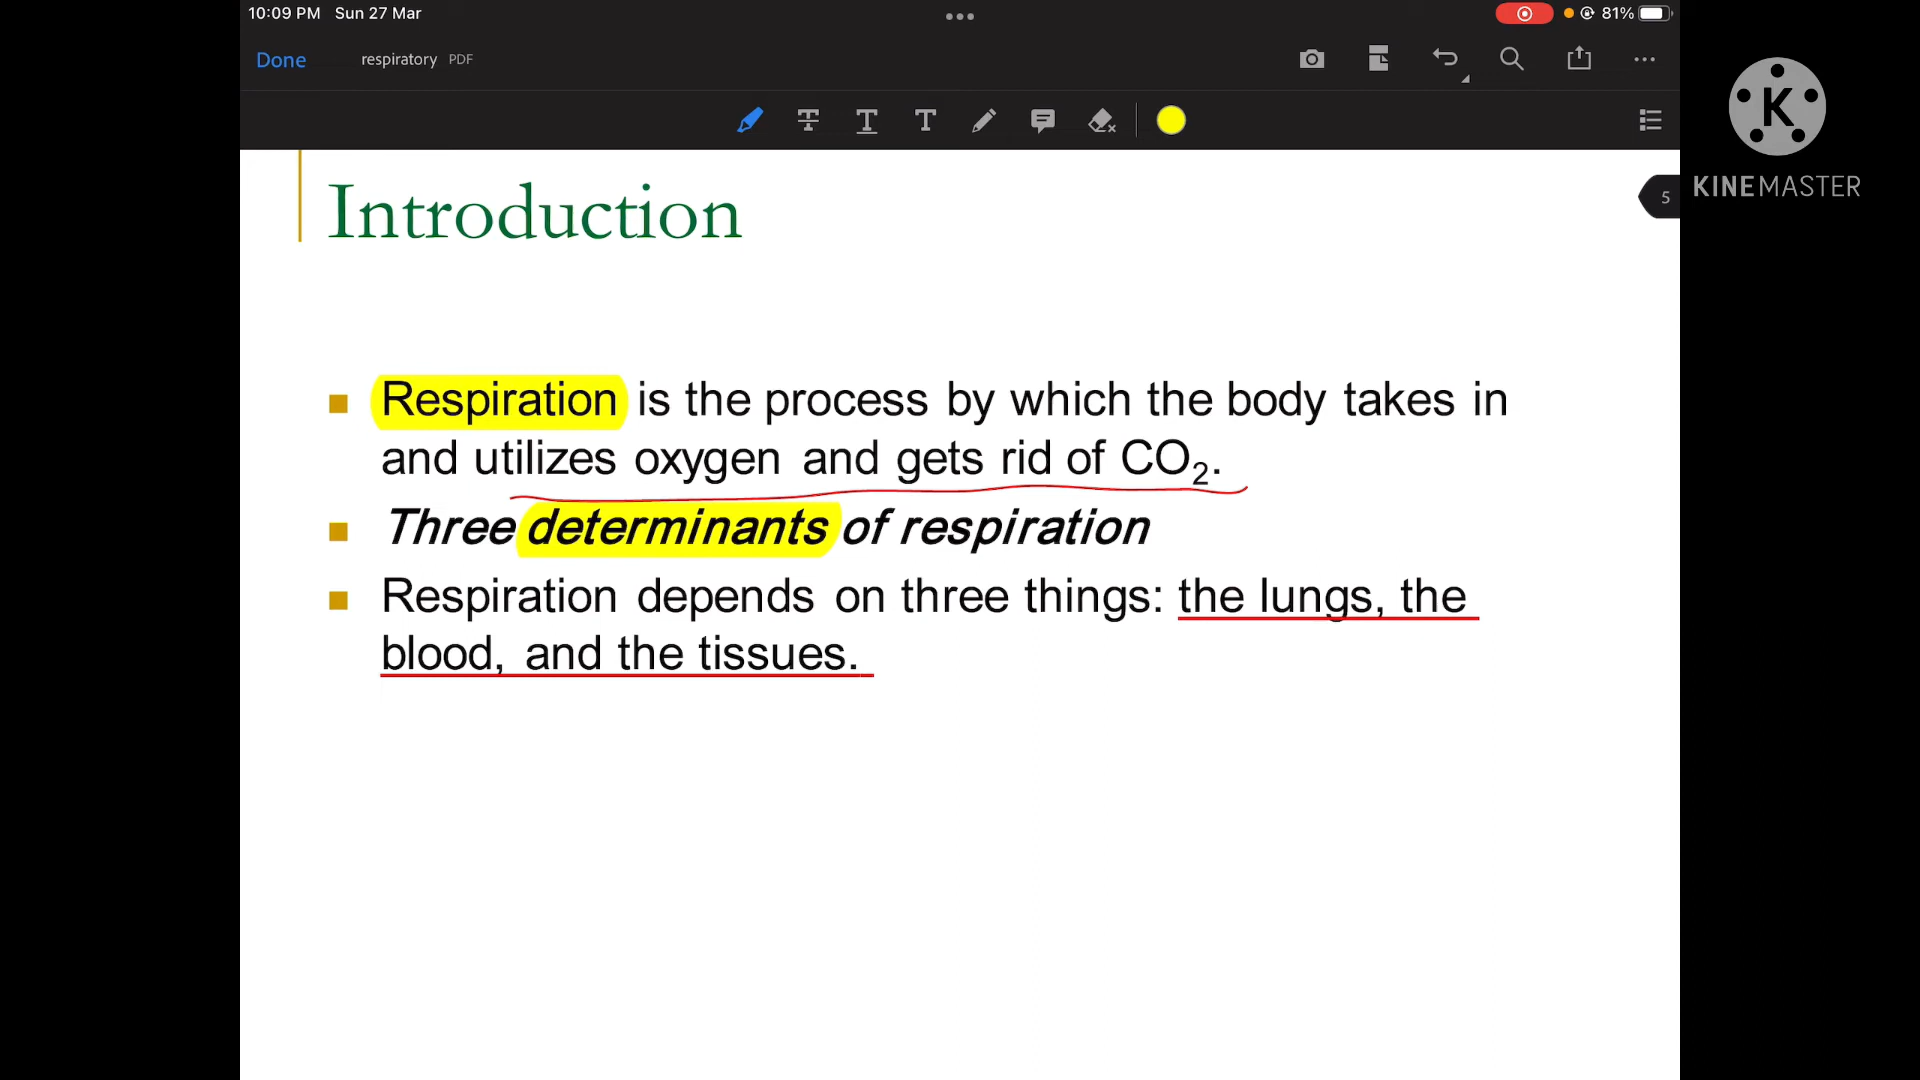 10:09 PM Sun 27 Mar
81%
Done
respiratory PDF
5
KINEMASTER
Introduction
Respiration is the process by which the body takes in
and utilizes oxygen and gets rid of CO₂.
Three determinants of respiration
Respiration depends on three things: the lungs, the
blood, and the tissues.